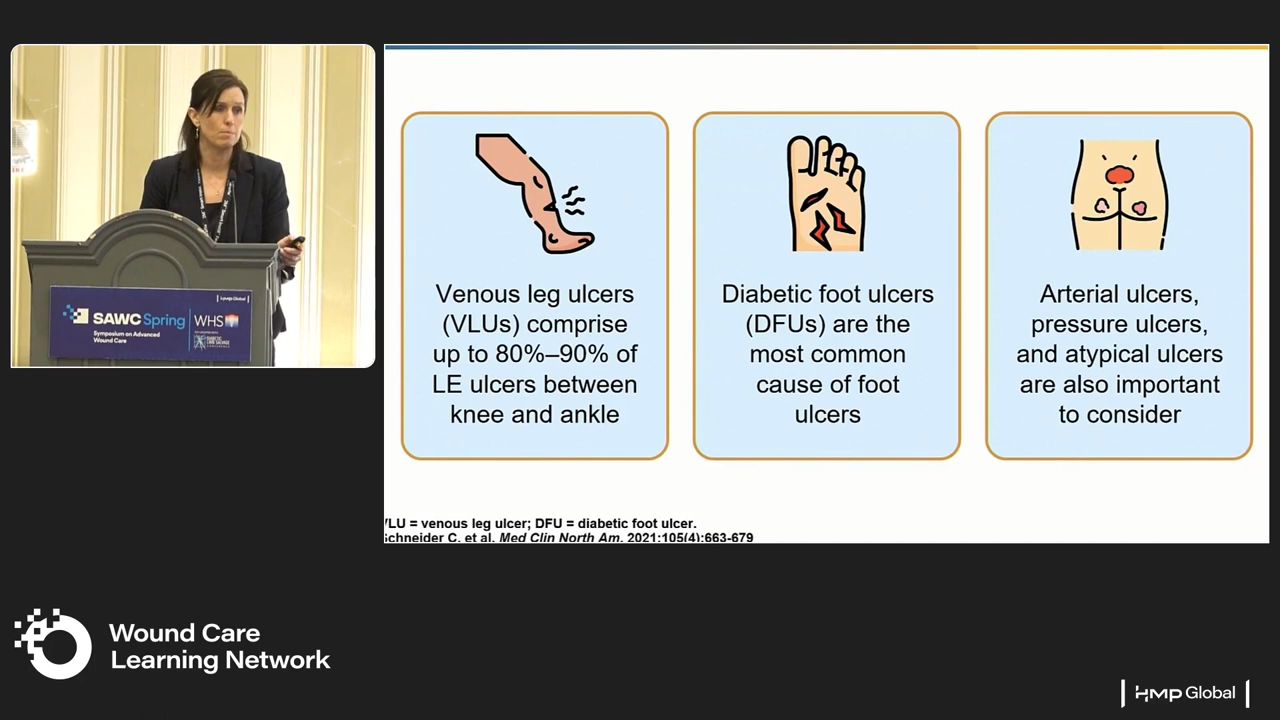 SAWC Spring
WHS
Symposium on Advanced
Wound Care
HMP Global
Venous leg ulcers
(VLUs) comprise
up to 80%–90% of
LE ulcers between
knee and ankle
Diabetic foot ulcers
(DFUs) are the
most common
cause of foot
ulcers
Arterial ulcers,
pressure ulcers,
and atypical ulcers
are also important
to consider
VLU = venous leg ulcer; DFU = diabetic foot ulcer.
Schneider C, et al. Med Clin North Am. 2021;105(4):663-679
Wound Care
Learning Network
HMP Global